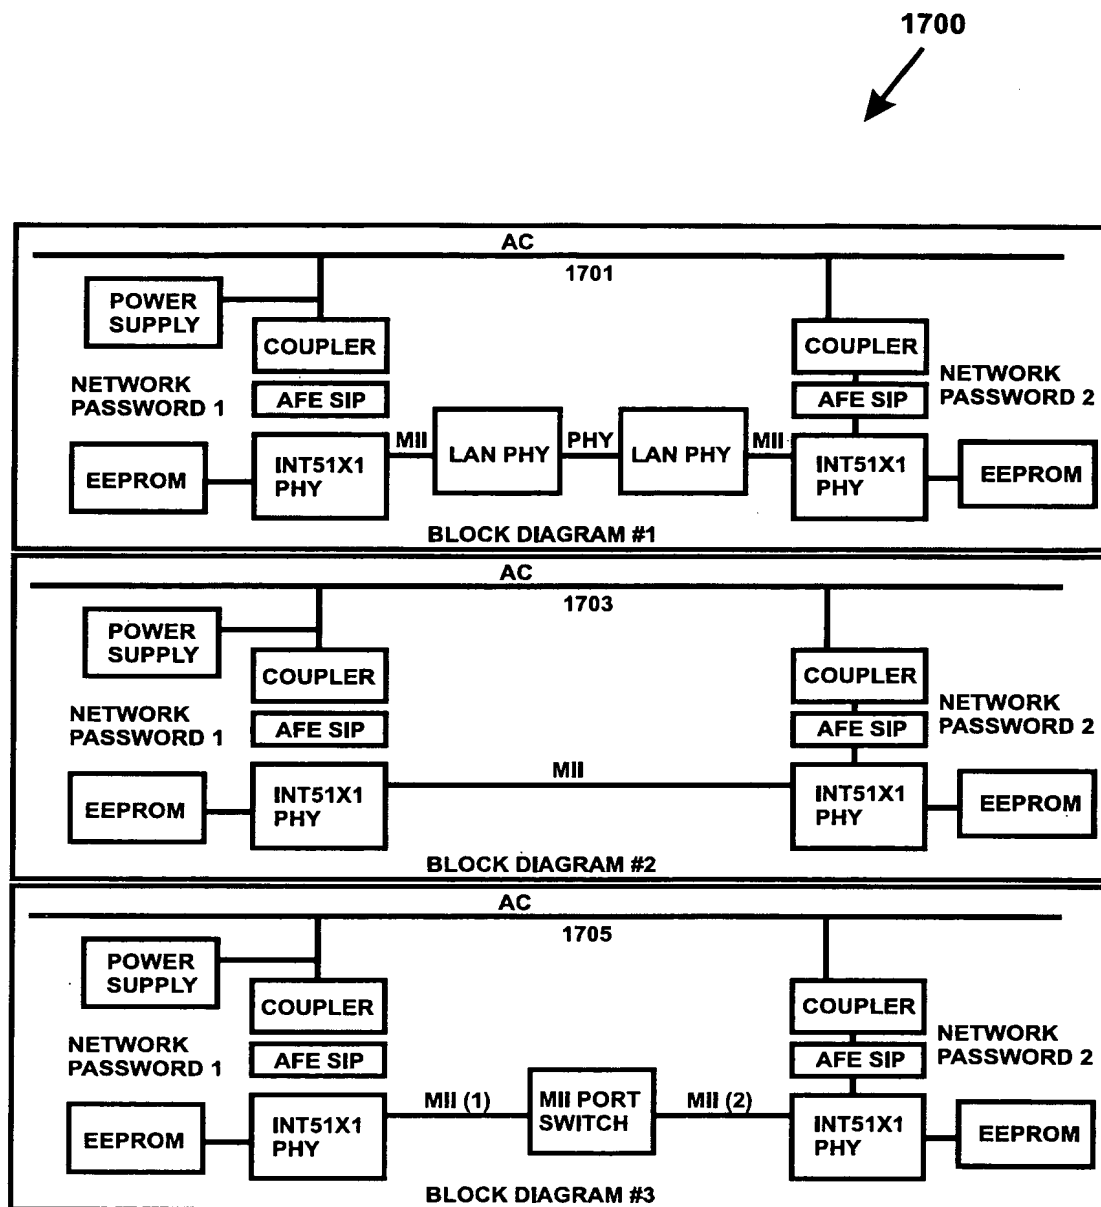 1700
AC
1701
POWER
SUPPLY
COUPLER
COUPLER
NETWORK
PASSWORD 1
AFE SIP
AFE SIP
NETWORK
PASSWORD 2
EEPROM
INT51X1
PHY
MII
LAN PHY
PHY
LAN PHY
MII
INT51X1
PHY
EEPROM
BLOCK DIAGRAM #1
AC
1703
POWER
SUPPLY
COUPLER
COUPLER
NETWORK
PASSWORD 1
AFE SIP
AFE SIP
NETWORK
PASSWORD 2
EEPROM
INT51X1
PHY
MII
INT51X1
PHY
EEPROM
BLOCK DIAGRAM #2
AC
1705
POWER
SUPPLY
COUPLER
COUPLER
NETWORK
PASSWORD 1
AFE SIP
AFE SIP
NETWORK
PASSWORD 2
EEPROM
INT51X1
PHY
MII (1)
MII PORT
SWITCH
MII (2)
INT51X1
PHY
EEPROM
BLOCK DIAGRAM #3